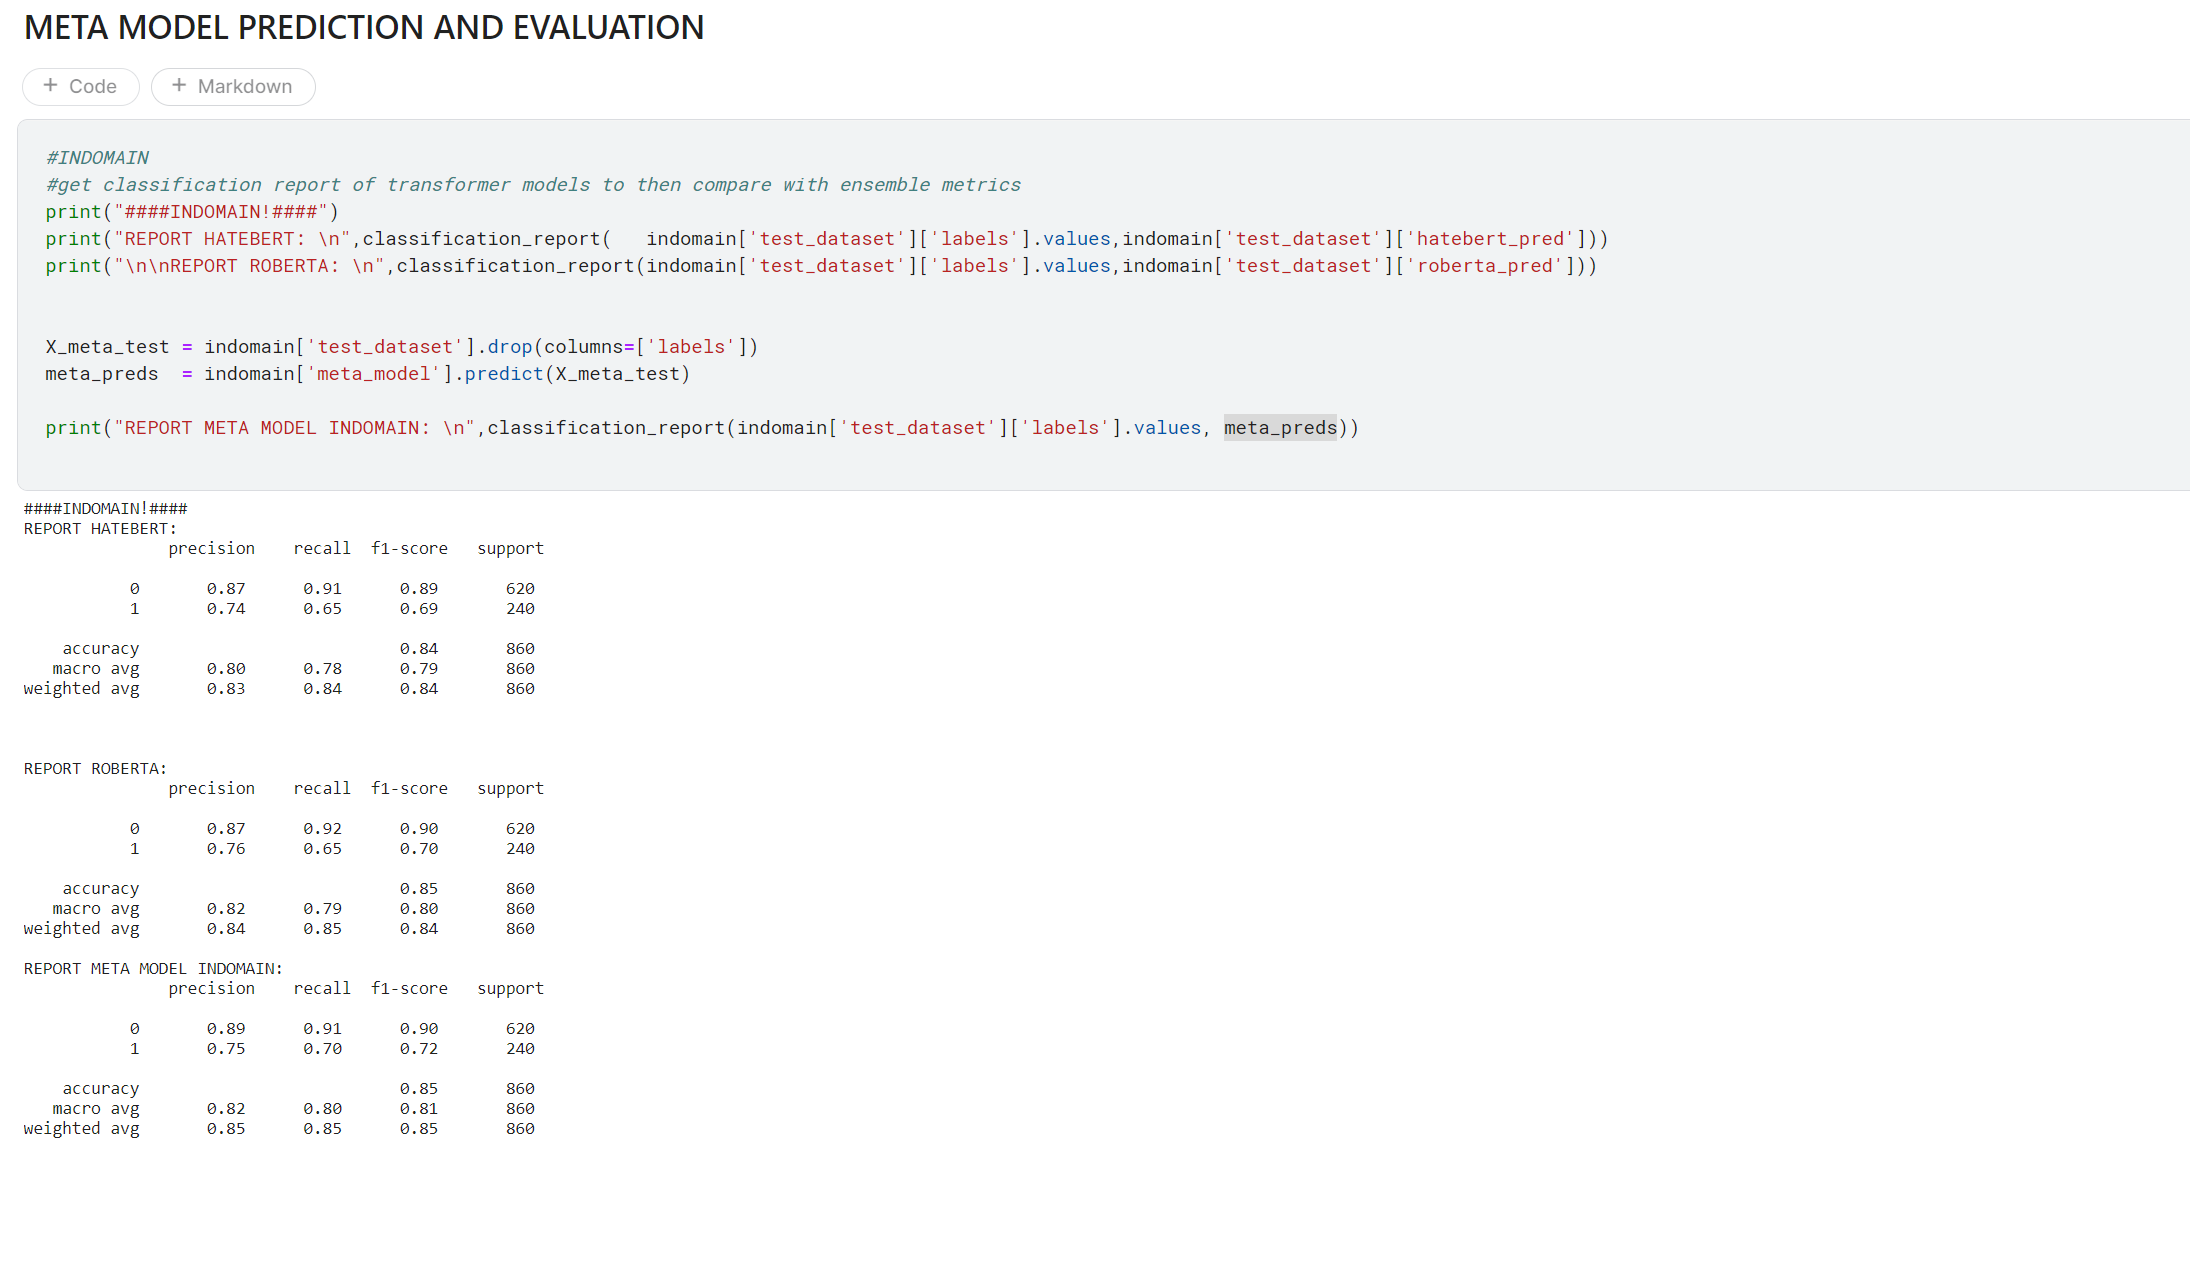 META MODEL PREDICTION AND EVALUATION
+ Code + Markdown
#INDOMAIN
#get classification report of transformer models to then compare with ensemble metrics
print("####INDOMAIN!####")
print("REPORT HATEBERT: \n",classification_report(   indomain['test_dataset']['labels'].values,indomain['test_dataset']['hatebert_pred']))
print("\n\nREPORT ROBERTA: \n",classification_report(indomain['test_dataset']['labels'].values,indomain['test_dataset']['roberta_pred']))
X_meta_test = indomain['test_dataset'].drop(columns=['labels'])
meta_preds  = indomain['meta_model'].predict(X_meta_test)
print("REPORT META MODEL INDOMAIN: \n",classification_report(indomain['test_dataset']['labels'].values, meta_preds))
####INDOMAIN!####
REPORT HATEBERT:
precision    recall  f1-score   support
0       0.87      0.91      0.89       620
1       0.74      0.65      0.69       240
accuracy                           0.84       860
macro avg       0.80      0.78      0.79       860
weighted avg       0.83      0.84      0.84       860
REPORT ROBERTA:
precision    recall  f1-score   support
0       0.87      0.92      0.90       620
1       0.76      0.65      0.70       240
accuracy                           0.85       860
macro avg       0.82      0.79      0.80       860
weighted avg       0.84      0.85      0.84       860
REPORT META MODEL INDOMAIN:
precision    recall  f1-score   support
0       0.89      0.91      0.90       620
1       0.75      0.70      0.72       240
accuracy                           0.85       860
macro avg       0.82      0.80      0.81       860
weighted avg       0.85      0.85      0.85       860